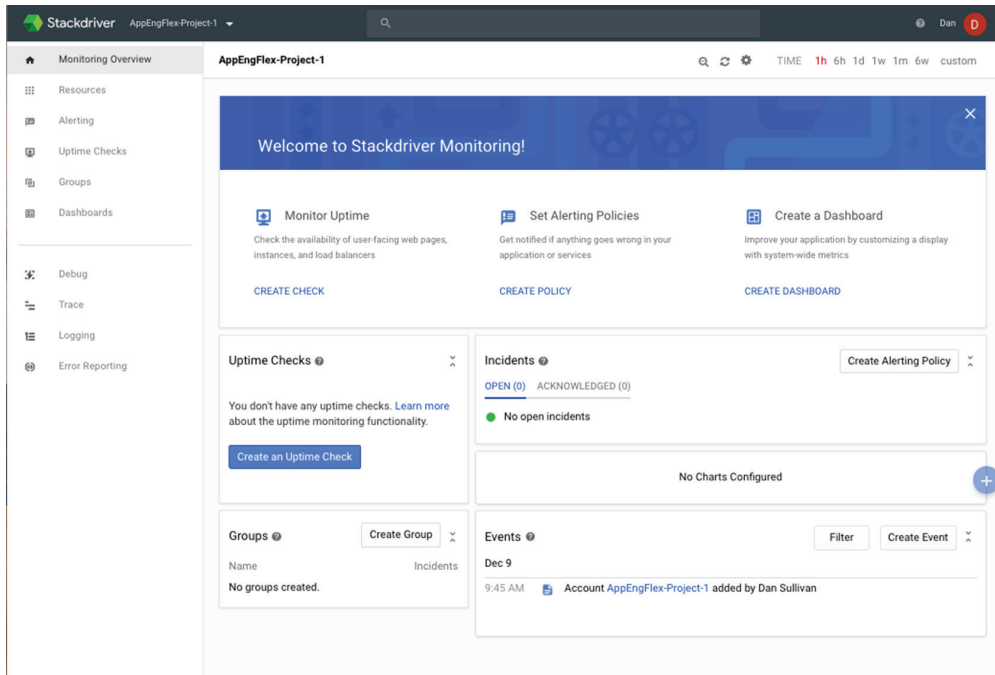 Stackdriver AppEngFlex-Project-1
Dan D
Monitoring Overview
Resources
Alerting
Uptime Checks
Groups
Dashboards
Debug
Trace
Logging
Error Reporting
AppEngFlex-Project-1
TIME 1h 6h 1d 1w 1m 6w custom
Welcome to Stackdriver Monitoring!
Monitor Uptime
Check the availability of user-facing web pages,
instances, and load balancers
CREATE CHECK
Set Alerting Policies
Get notified if anything goes wrong in your
application or services
CREATE POLICY
Create a Dashboard
Improve your application by customizing a display
with system-wide metrics
CREATE DASHBOARD
Uptime Checks
You don't have any uptime checks. Learn more
about the uptime monitoring functionality.
Create an Uptime Check
Incidents
Create Alerting Policy
OPEN (0) ACKNOWLEDGED (0)
No open incidents
No Charts Configured
Groups
Create Group
Name Incidents
No groups created.
Events
Filter
Create Event
Dec 9
9:45 AM Account AppEngFlex-Project-1 added by Dan Sullivan